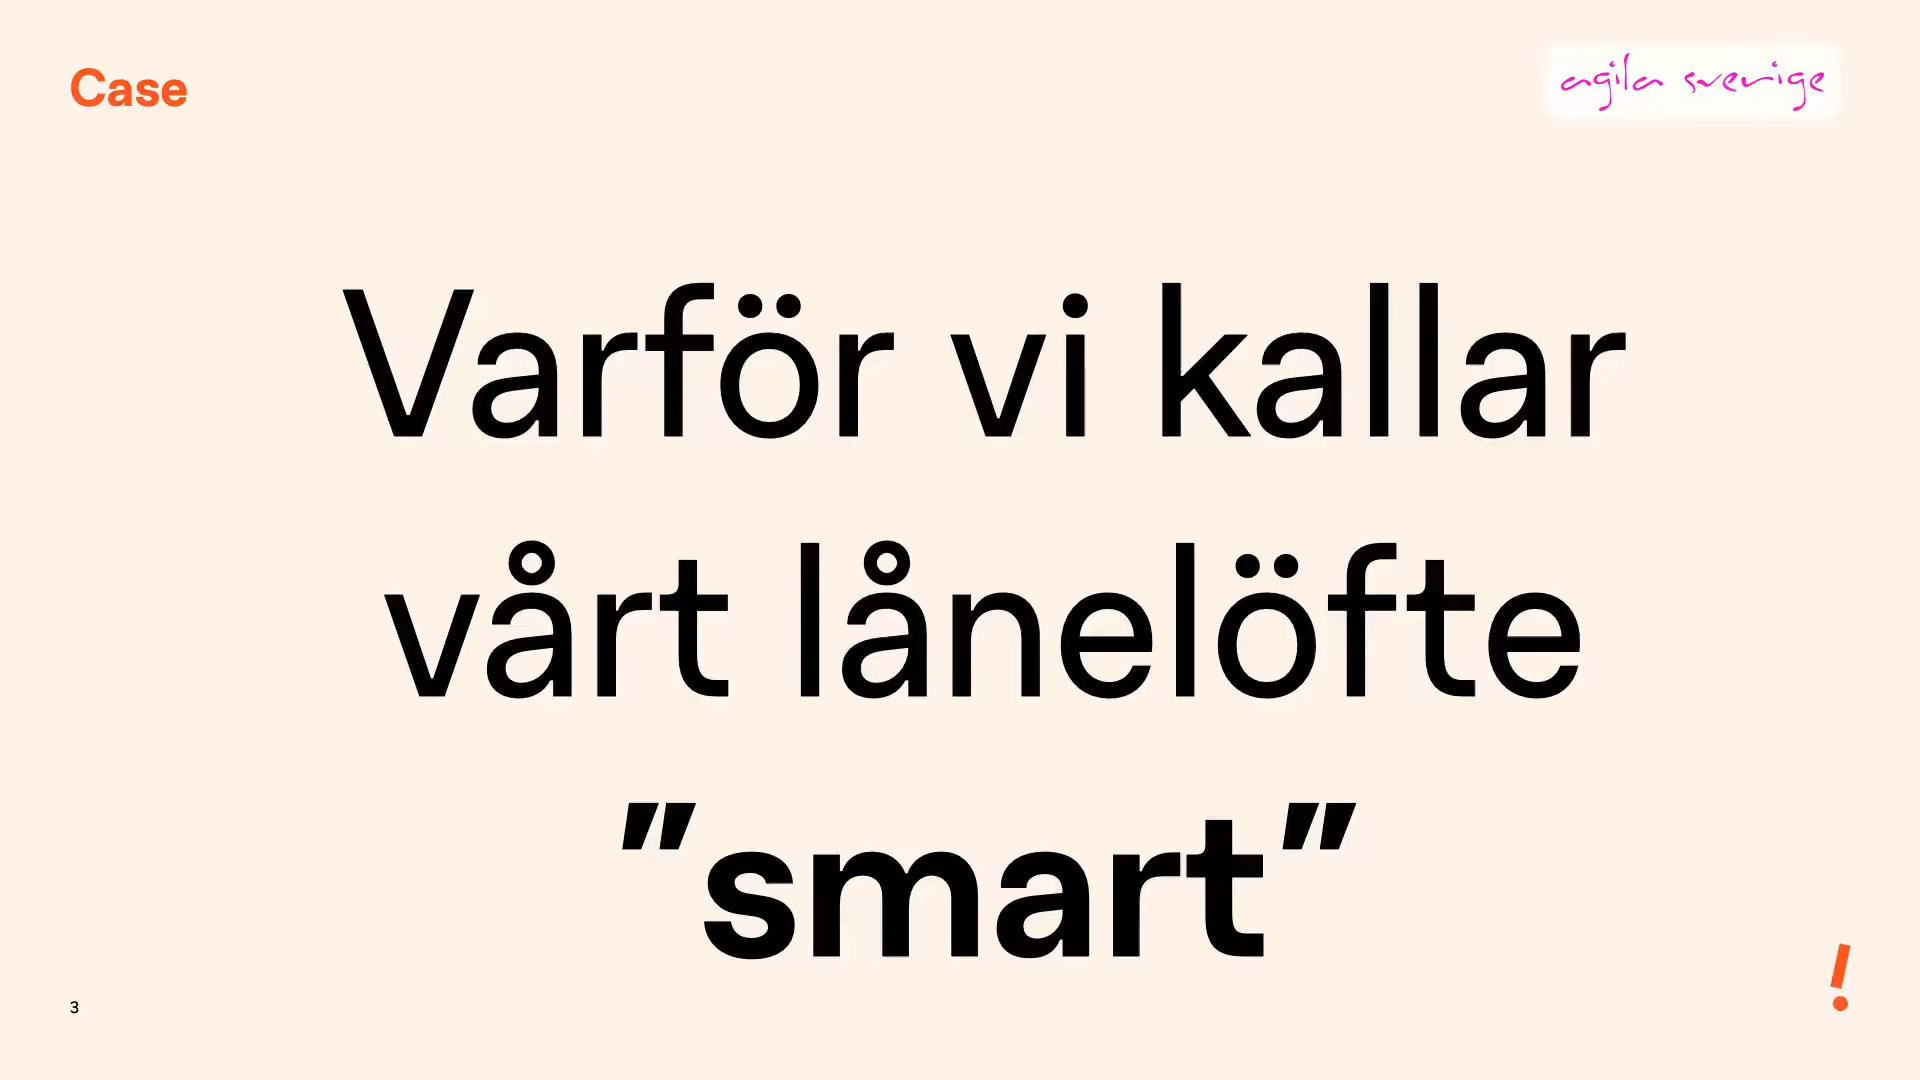 Case
agila sverige
Varför vi kallar
vårt lånelöfte
”smart”
3
!